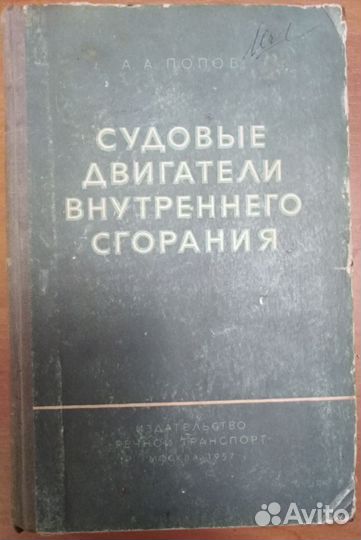 А. А. ПОПОВ
СУДОВЫЕ
ДВИГАТЕЛИ
ВНУТРЕННЕГО
СГОРАНИЯ
ИЗДАТЕЛЬСТВО
РЕЧНОЙ ТРАНСПОРТ
МОСКВА 1957
Avito